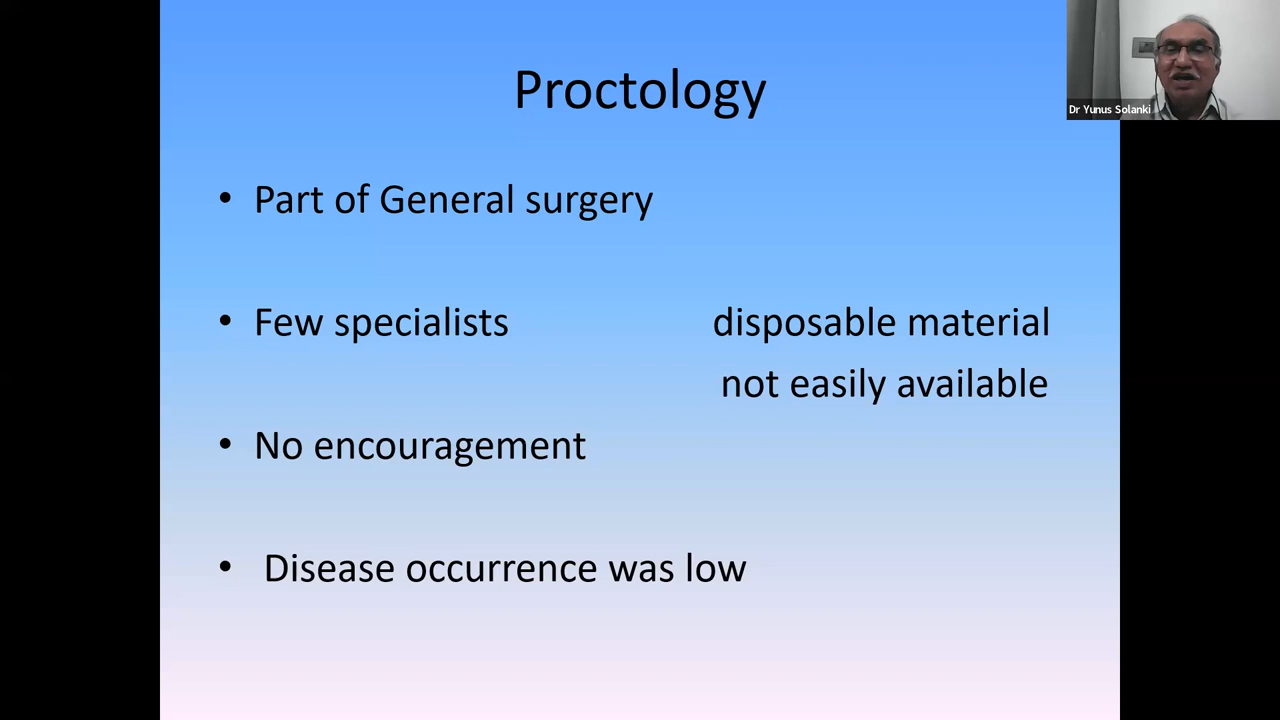 Proctology
Dr Yunus Solanki
• Part of General surgery
• Few specialists disposable material
not easily available
• No encouragement
• Disease occurrence was low